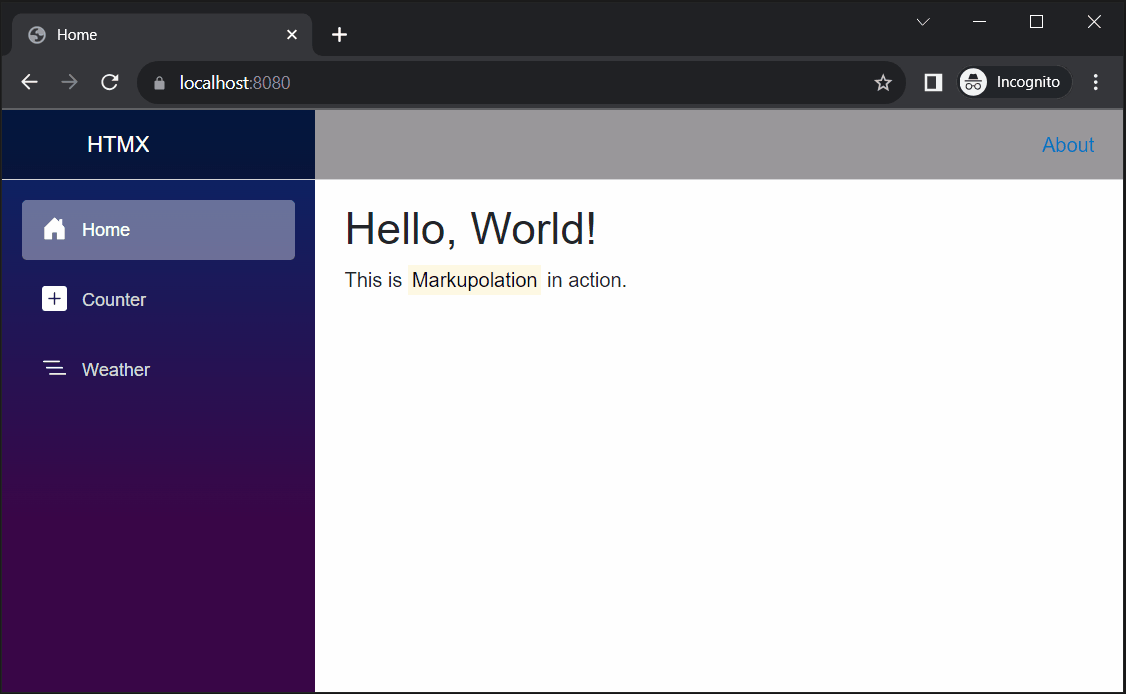 Home
localhost:8080
Incognito
HTMX
About
Home
Counter
Weather
Hello, World!
This is Markupolation in action.